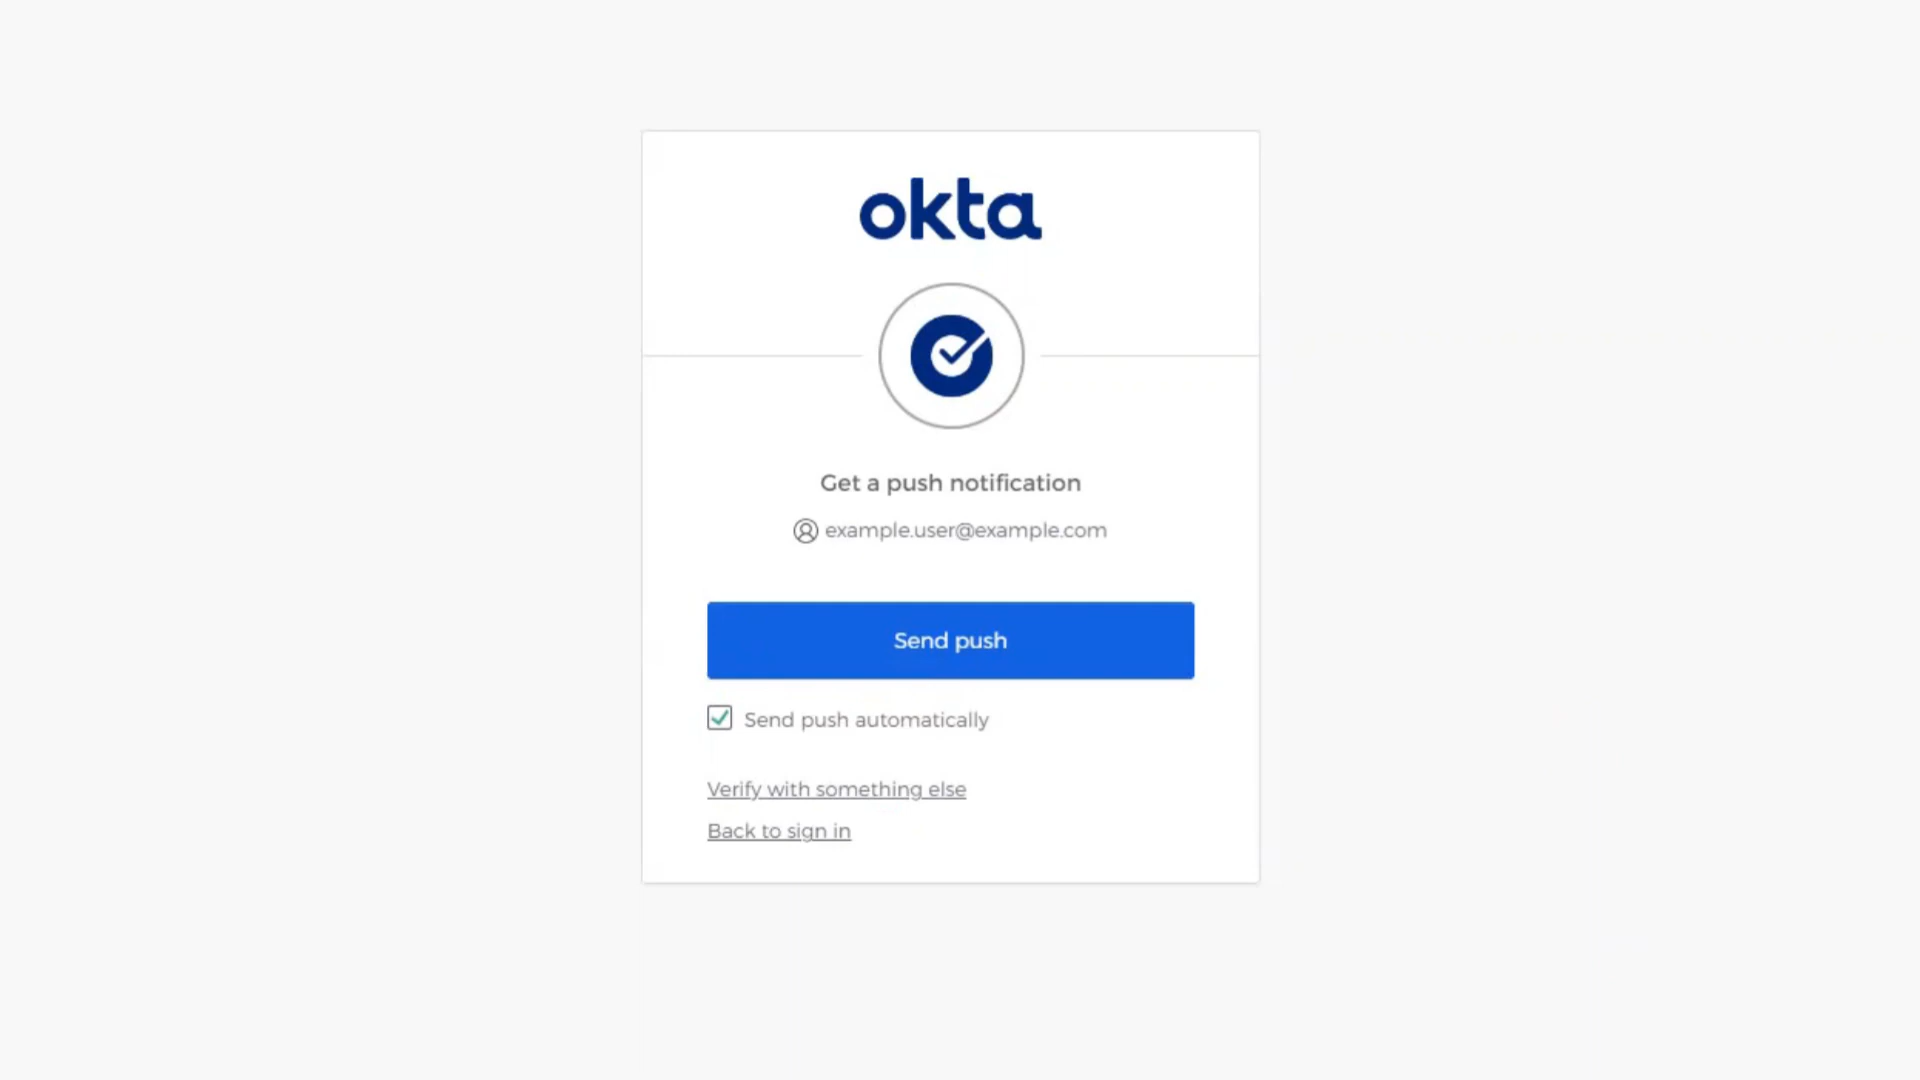 okta
Get a push notification
example.user@example.com
Send push
Send push automatically
Verify with something else
Back to sign in